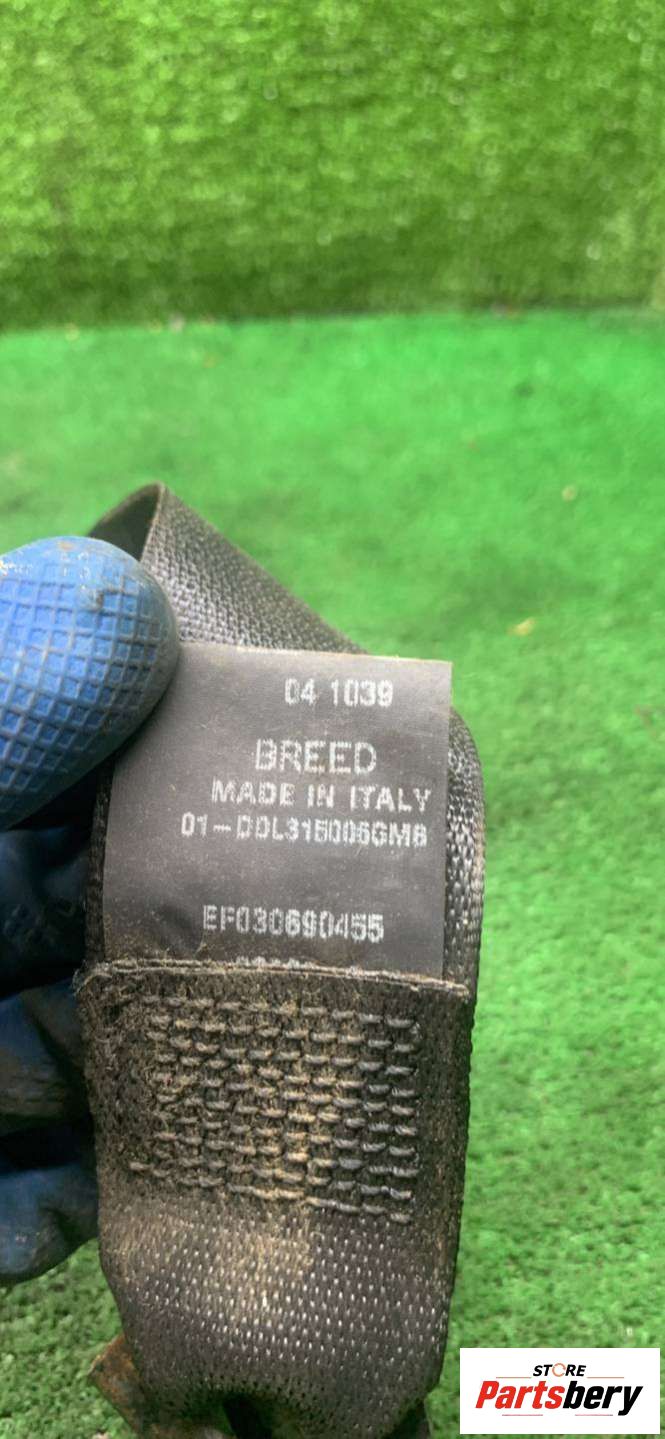 04 1039
BREED
MADE IN ITALY
01-DDL315006GMB
EF030690455
STORE
Partsbery